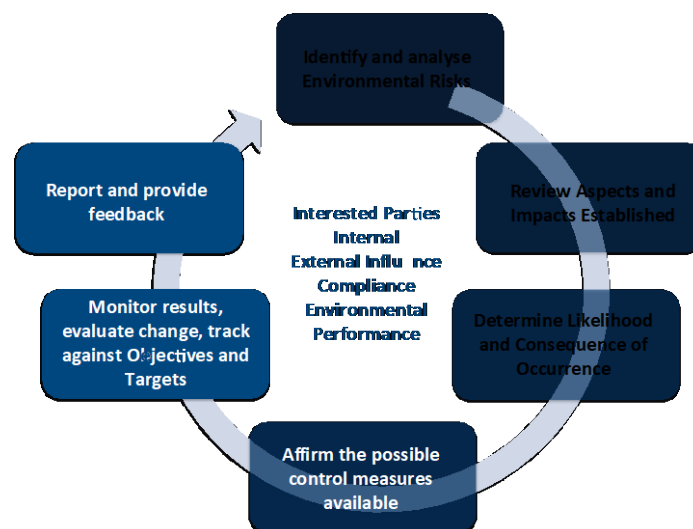 Identify and analyse
Environmental Risks
Review Aspects and
Impacts Established
Determine Likelihood
and Consequence of
Occurrence
Affirm the possible
control measures
available
Monitor results,
evaluate change, track
against Objectives and
Targets
Report and provide
feedback
Interested Parties
Internal
External Influ nce
Compliance
Environmental
Performance